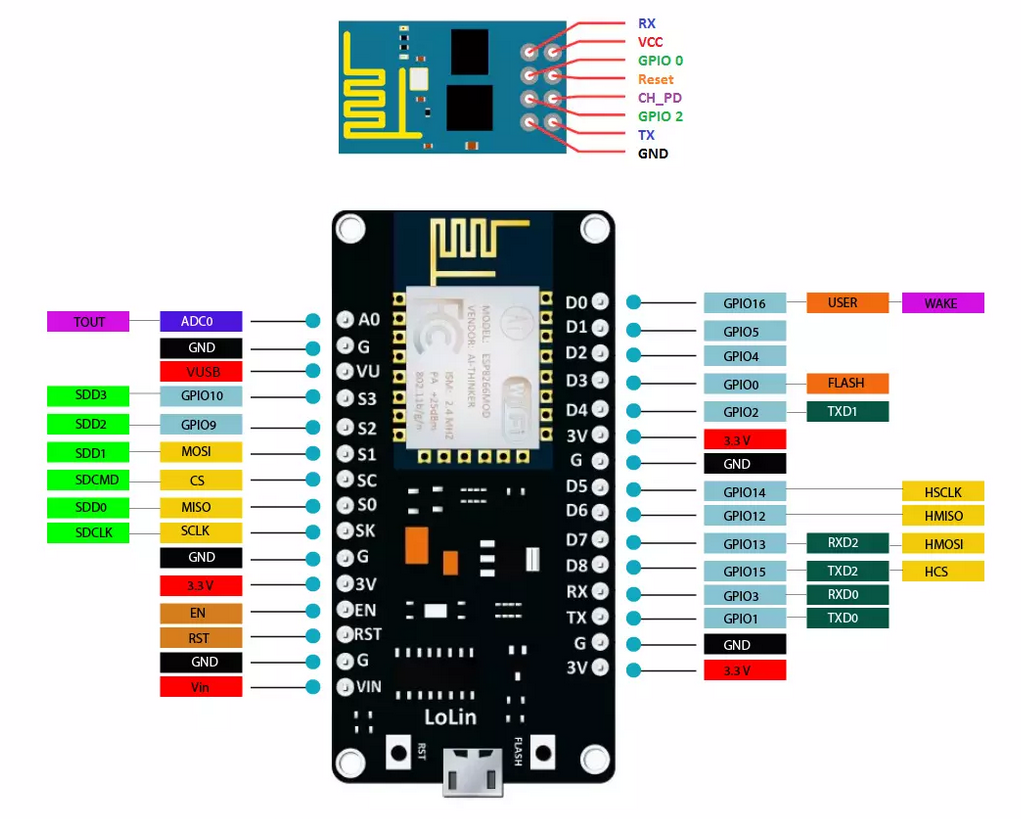 RX
VCC
GPIO 0
Reset
CH_PD
GPIO 2
TX
GND
TOUT ADC0
GND
VUSB
SDD3 GPIO10
SDD2 GPIO9
SDD1 MOSI
SDCMD CS
SDD0 MISO
SDCLK SCLK
GND
3.3 V
EN
RST
GND
Vin
A0
G
VU
S3
S2
S1
SC
S0
SK
G
3V
EN
RST
G
VIN
MODEL: ESP8266MOD
VENDOR: AI-THINKER
ISM: 2.4 MHZ
PA +25dBm
802.11b/g/n
WiFi
LoLin
RST
FLASH
D0
D1
D2
D3
D4
3V
G
D5
D6
D7
D8
RX
TX
G
3V
GPIO16 USER WAKE
GPIO5
GPIO4
GPIO0 FLASH
GPIO2 TXD1
3.3 V
GND
GPIO14 HSCLK
GPIO12 HMISO
GPIO13 RXD2 HMOSI
GPIO15 TXD2 HCS
GPIO3 RXD0
GPIO1 TXD0
GND
3.3 V